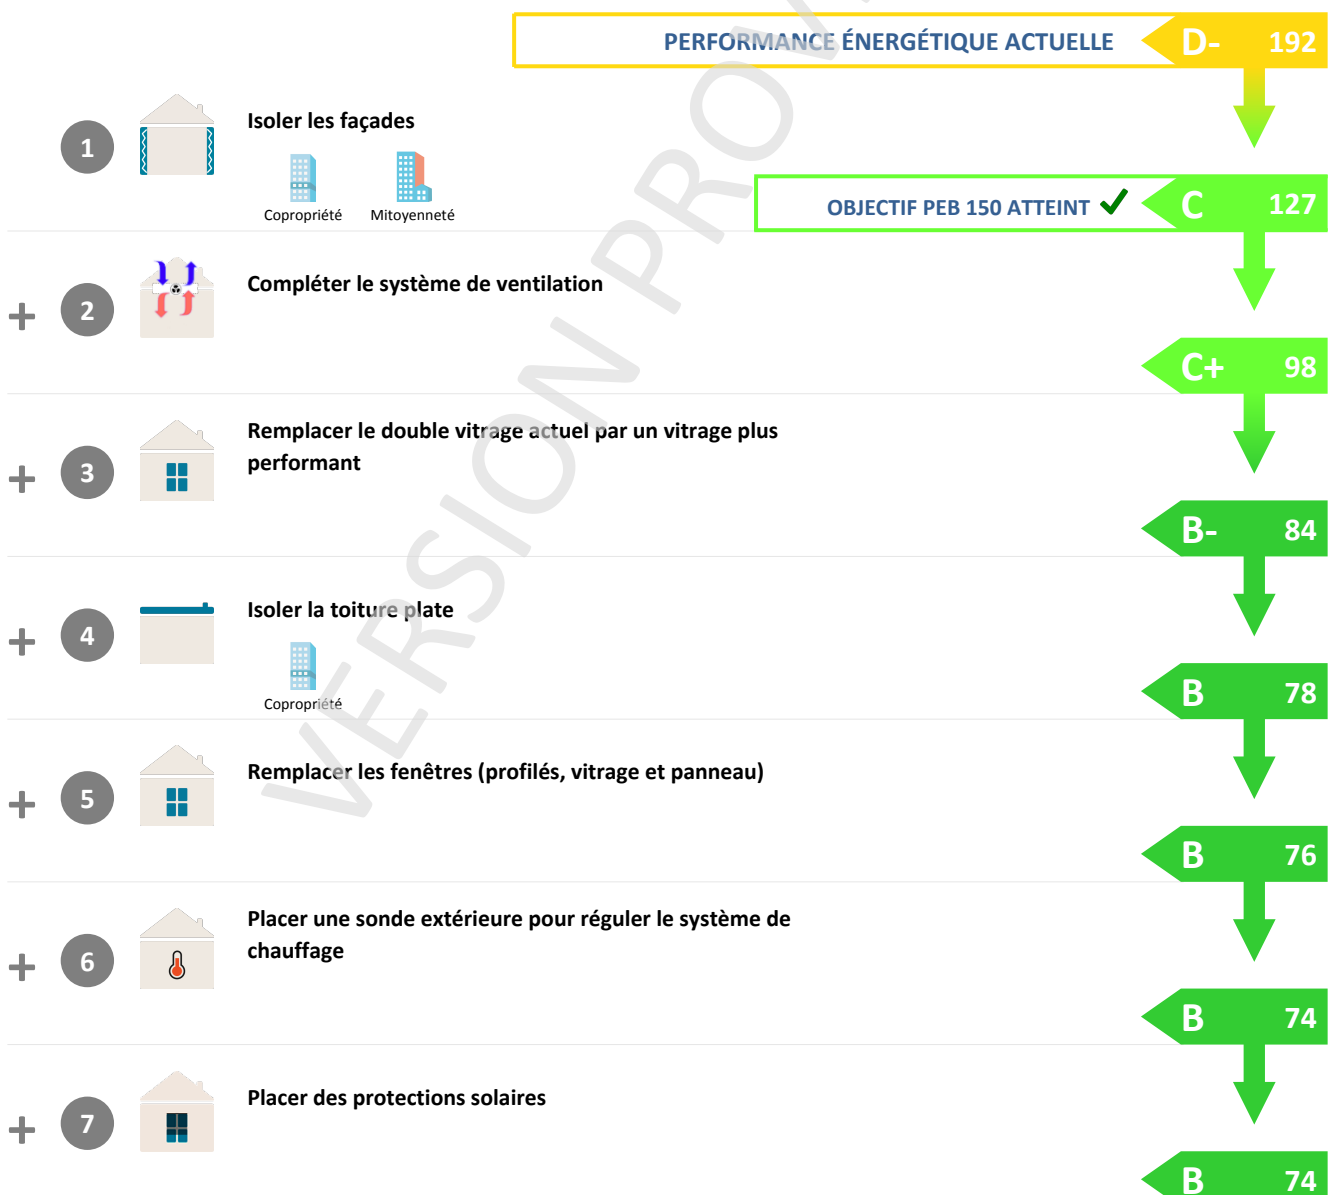 PERFORMANCE ÉNERGÉTIQUE ACTUELLE D- 192
1 Isoler les façades
Copropriété Mitoyenneté
OBJECTIF PEB 150 ATTEINT ✓ C 127
+ 2 Compléter le système de ventilation
C+ 98
+ 3 Remplacer le double vitrage actuel par un vitrage plus
performant
B- 84
+ 4 Isoler la toiture plate
Copropriété
B 78
+ 5 Remplacer les fenêtres (profilés, vitrage et panneau)
B 76
+ 6 Placer une sonde extérieure pour réguler le système de
chauffage
B 74
+ 7 Placer des protections solaires
B 74
VERSION